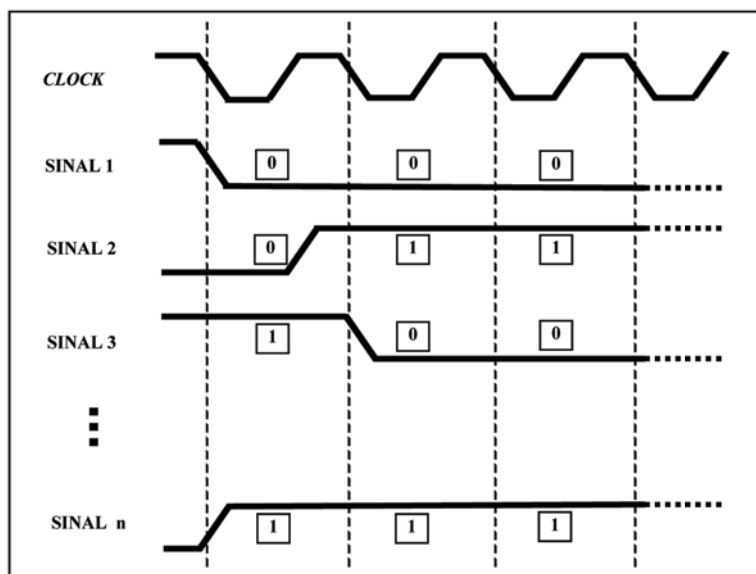 CLOCK
SINAL 1 0 0 0
SINAL 2 0 1 1
SINAL 3 1 0 0
SINAL n 1 1 1